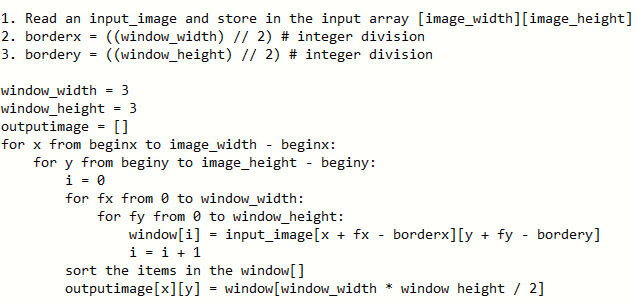 1. Read an input_image and store in the input array [image_width][image_height]
2. borderx = ((window_width) // 2) # integer division
3. bordery = ((window_height) // 2) # integer division

window_width = 3
window_height = 3
outputimage = []
for x from beginx to image_width - beginx:
    for y from beginy to image_height - beginy:
        i = 0
        for fx from 0 to window_width:
            for fy from 0 to window_height:
                window[i] = input_image[x + fx - borderx][y + fy - bordery]
                i = i + 1
        sort the items in the window[]
        outputimage[x][y] = window[window_width * window height / 2]